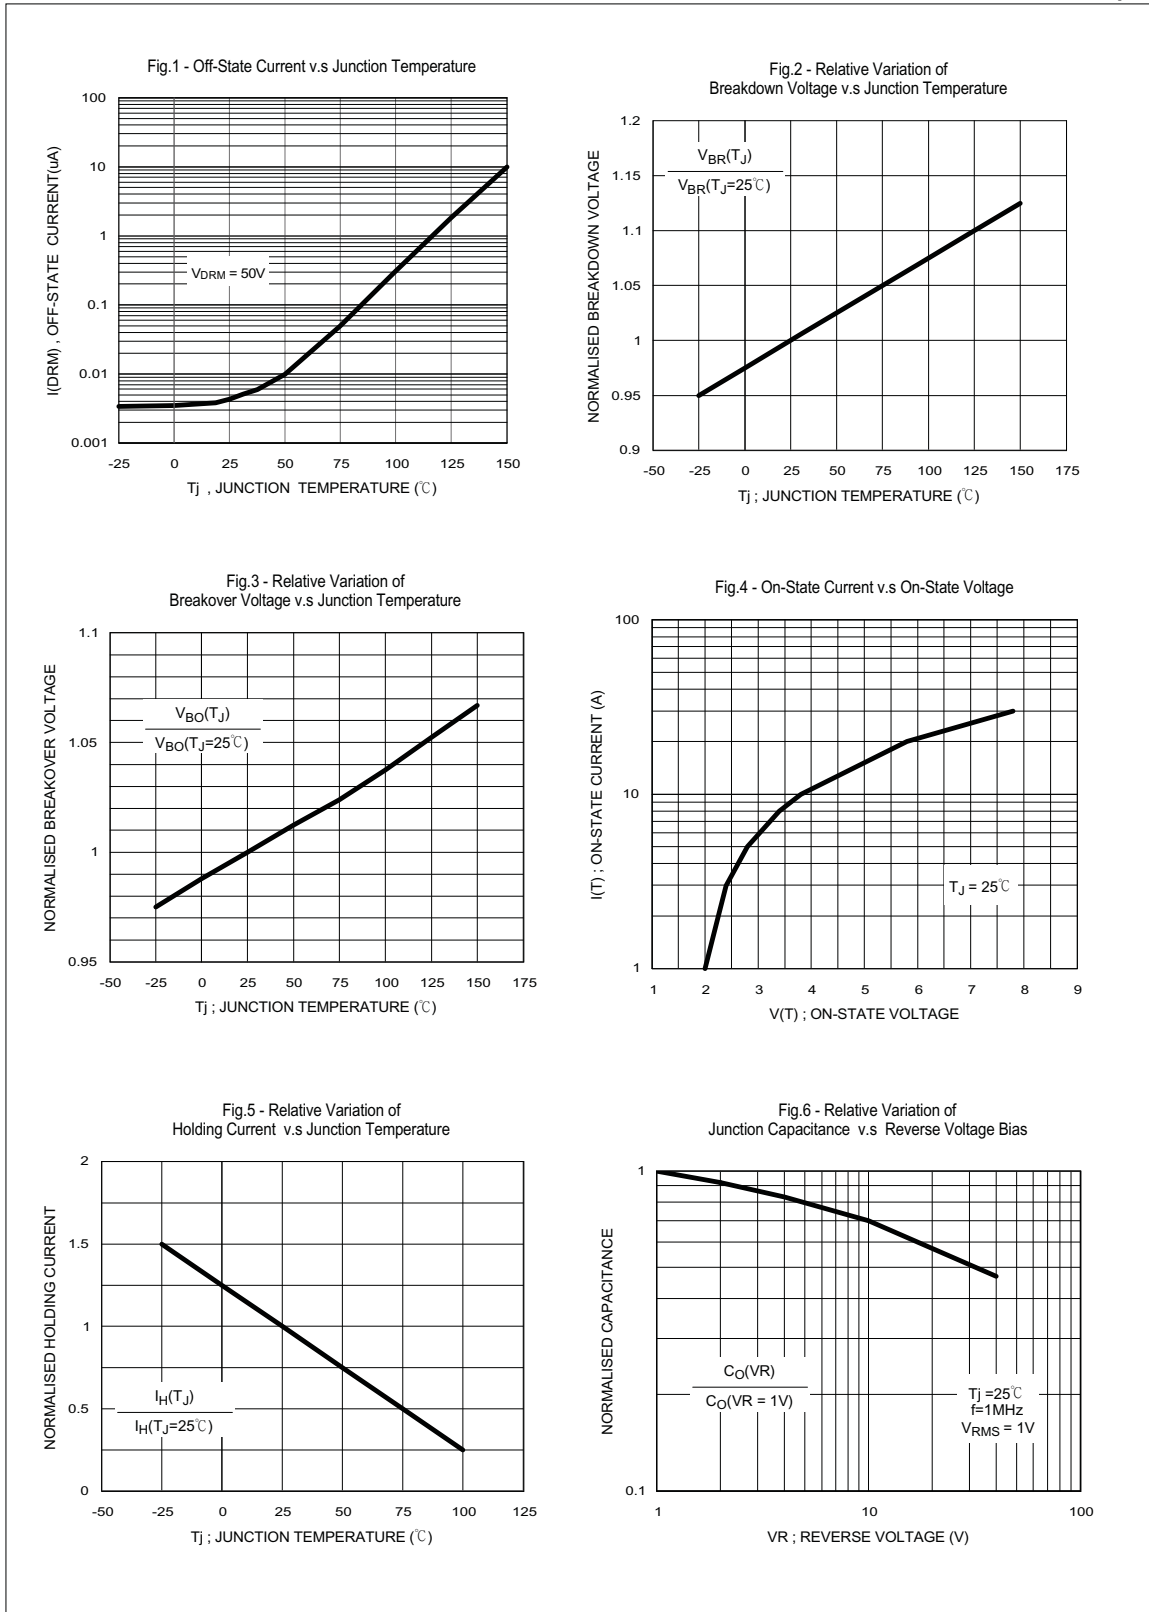 Fig.1 - Off-State Current v.s Junction Temperature
100
10
1
0.1
0.01
0.001
I(DRM) , OFF-STATE CURRENT(uA)
VDRM = 50V
-25 0 25 50 75 100 125 150
Tj , JUNCTION TEMPERATURE (℃)
Fig.2 - Relative Variation of
Breakdown Voltage v.s Junction Temperature
1.2
1.15
1.1
1.05
1
0.95
0.9
NORMALISED BREAKDOWN VOLTAGE
VBR(TJ)
VBR(TJ=25℃)
-50 -25 0 25 50 75 100 125 150 175
Tj ; JUNCTION TEMPERATURE (℃)
Fig.3 - Relative Variation of
Breakover Voltage v.s Junction Temperature
1.1
1.05
1
0.95
NORMALISED BREAKOVER VOLTAGE
VBO(TJ)
VBO(TJ=25℃)
-50 -25 0 25 50 75 100 125 150 175
Tj ; JUNCTION TEMPERATURE (℃)
Fig.4 - On-State Current v.s On-State Voltage
100
10
1
I(T) ; ON-STATE CURRENT (A)
TJ = 25℃
1 2 3 4 5 6 7 8 9
V(T) ; ON-STATE VOLTAGE
Fig.5 - Relative Variation of
Holding Current v.s Junction Temperature
2
1.5
1
0.5
0
NORMALISED HOLDING CURRENT
IH(TJ)
IH(TJ=25℃)
-50 -25 0 25 50 75 100 125
Tj ; JUNCTION TEMPERATURE (℃)
Fig.6 - Relative Variation of
Junction Capacitance v.s Reverse Voltage Bias
1
0.1
NORMALISED CAPACITANCE
CO(VR)
CO(VR = 1V)
Tj =25℃
f=1MHz
VRMS = 1V
1 10 100
VR ; REVERSE VOLTAGE (V)